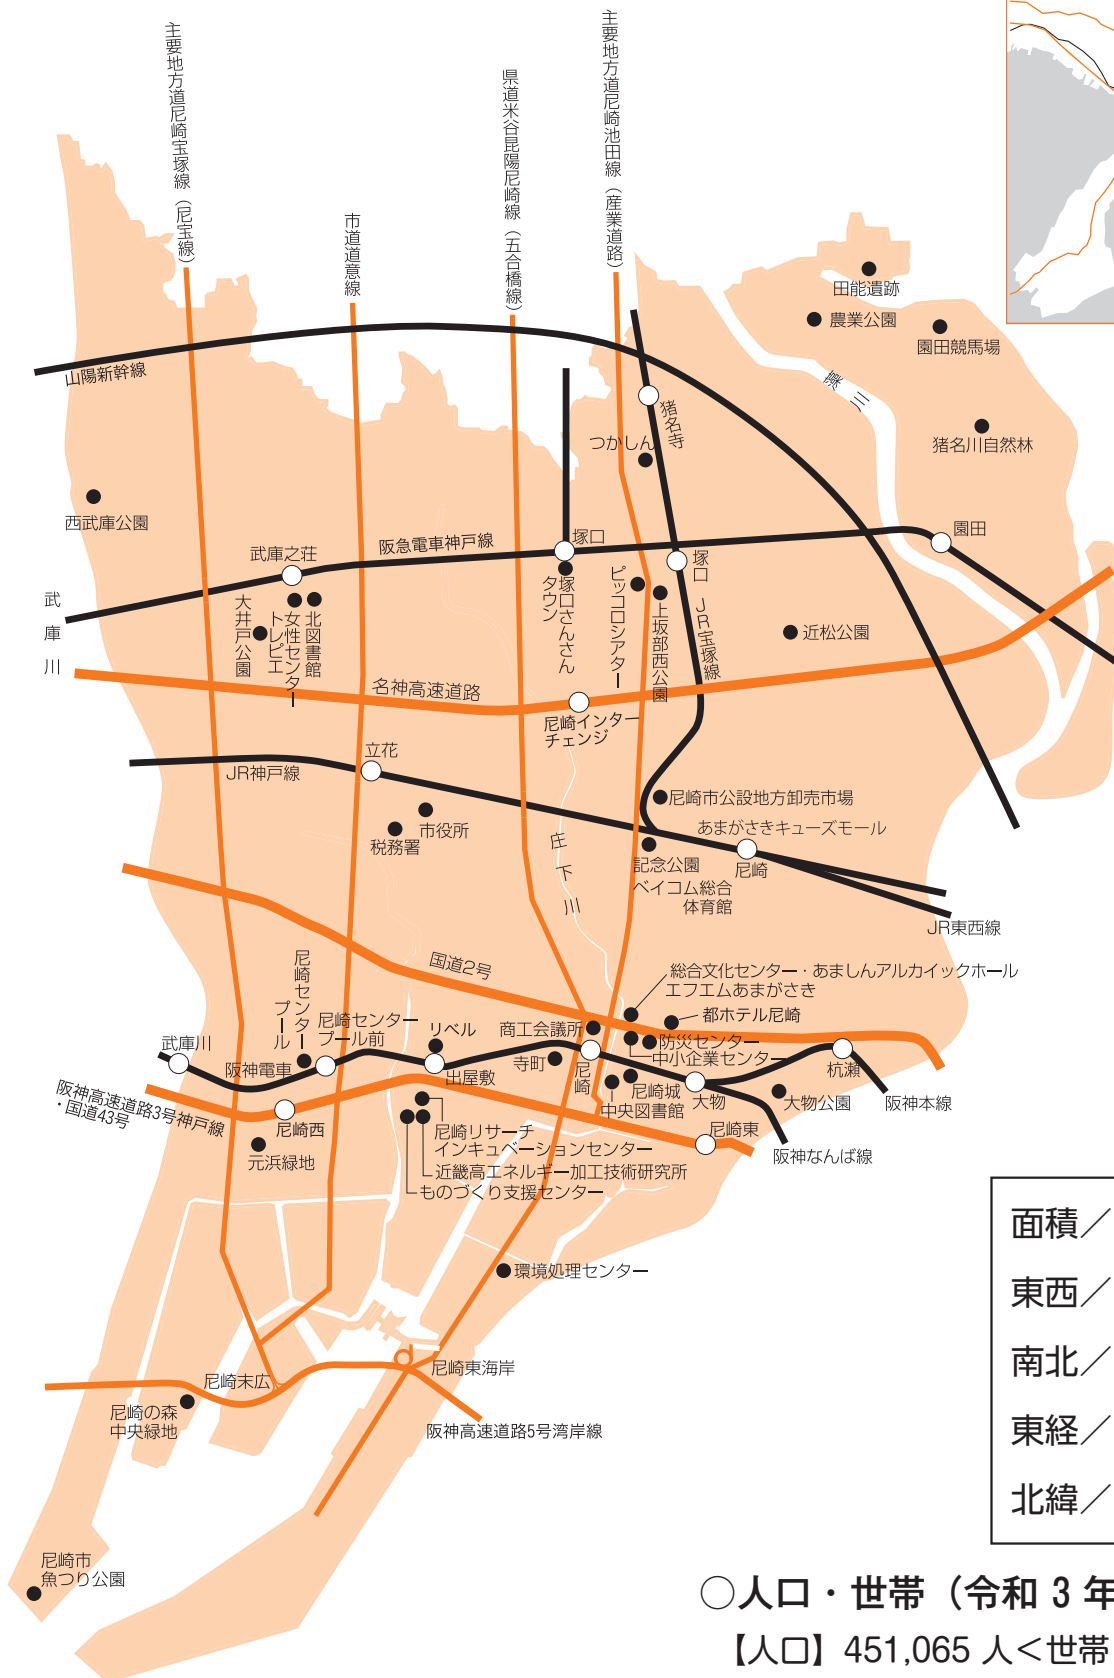 主要地方道尼崎宝塚線（尼宝線）
市道道意線
県道米谷昆陽尼崎線（五合橋線）
主要地方道尼崎池田線（産業道路）
田能遺跡
農業公園
園田競馬場
山陽新幹線
猪名寺
つかしん
猪名川自然林
西武庫公園
武庫之荘
阪急電車神戸線
塚口
塚口
園田
武庫川
大井戸公園
女性センター
トレピエ
北図書館
塚口さんさん
タウン
ピッコロシアター
上坂部西公園
JR宝塚線
近松公園
名神高速道路
尼崎インター
チェンジ
立花
JR神戸線
市役所
税務署
尼崎市公設地方卸売市場
あまがさきキューズモール
庄下川
記念公園
ベイコム総合
体育館
尼崎
JR東西線
国道2号
尼崎センター
プール
総合文化センター・あましんアルカイックホール
エフエムあまがさき
都ホテル尼崎
武庫川
阪神電車
尼崎センター
プール前
リベル
商工会議所
防災センター
中小企業センター
寺町
尼崎
出屋敷
杭瀬
阪神高速道路3号神戸線
・国道43号
尼崎城
中央図書館
大物
大物公園
阪神本線
尼崎西
尼崎東
元浜緑地
尼崎リサーチ
インキュベーションセンター
阪神なんば線
近畿高エネルギー加工技術研究所
ものづくり支援センター
環境処理センター
尼崎東海岸
尼崎末広
尼崎の森
中央緑地
阪神高速道路5号湾岸線
尼崎市
魚つり公園
面積／
東西／
南北／
東経／
北緯／
○人口・世帯（令和 3 年
【人口】451,065 人＜世帯